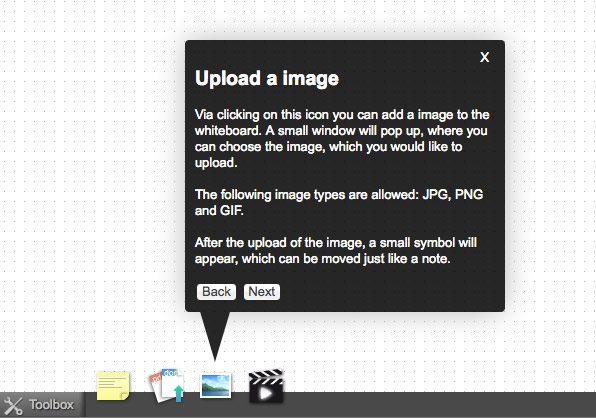 X
Upload a image
Via clicking on this icon you can add a image to the
whiteboard. A small window will pop up, where you
can choose the image, which you would like to
upload.
The following image types are allowed: JPG, PNG
and GIF.
After the upload of the image, a small symbol will
appear, which can be moved just like a note.
Back Next
Toolbox